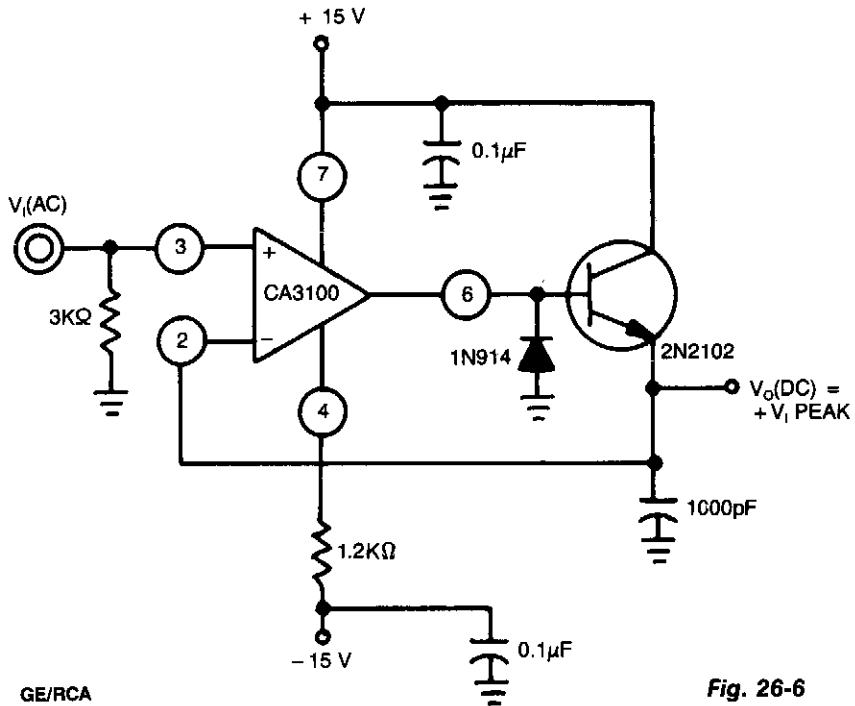 + 15 V
0.1µF
7
V_I(AC)
3
+
CA3100
6
3KΩ
2
−
1N914
2N2102
V_O(DC) =
+ V_I PEAK
4
1000pF
1.2KΩ
− 15 V
0.1µF
GE/RCA
Fig. 26-6